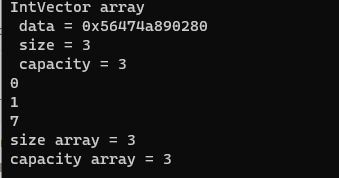 IntVector array
data = 0x56474a890280
size = 3
capacity = 3
0
1
7
size array = 3
capacity array = 3